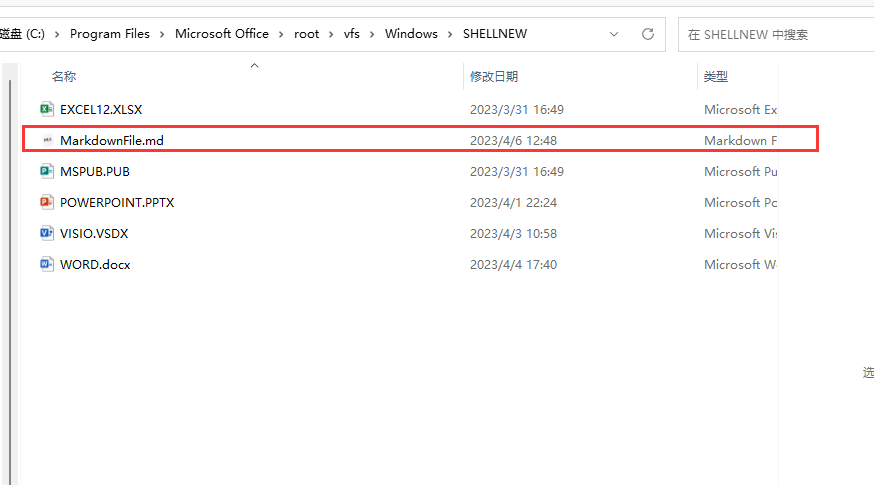 磁盘 (C:) › Program Files › Microsoft Office › root › vfs › Windows › SHELLNEW 在 SHELLNEW 中搜索
名称 修改日期 类型
EXCEL12.XLSX 2023/3/31 16:49 Microsoft Ex
MarkdownFile.md 2023/4/6 12:48 Markdown F
MSPUB.PUB 2023/3/31 16:49 Microsoft Pu
POWERPOINT.PPTX 2023/4/1 22:24 Microsoft Po
VISIO.VSDX 2023/4/3 10:58 Microsoft Vis
WORD.docx 2023/4/4 17:40 Microsoft W
选